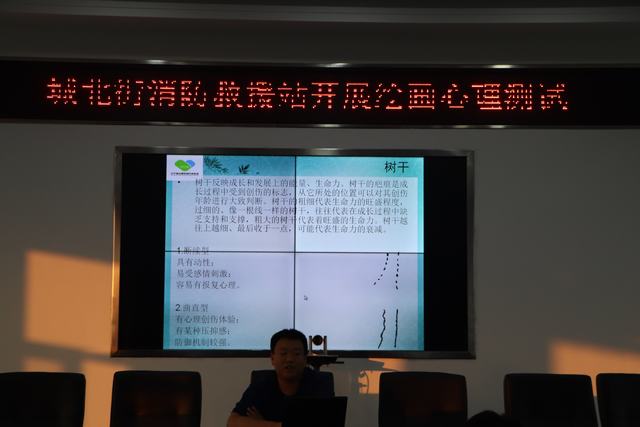 城北街消防救援站开展绘画心理测试
树干
• 树干反映成长和发展上的能量、生命力。树干的疤痕是成
长过程中受到创伤的标志，从它所处的位置可以对其创伤
年龄进行大致判断。树干的粗细代表生命力的旺盛程度，
过细的、像一根线一样的树干，往往代表在成长过程中缺
乏支持和支撑，粗大的树干代表着旺盛的生命力。树干越
往上越细、最后收于一点，可能代表生命力的衰减。
1.断续型
具有动性；
易受感情刺激；
容易有报复心理。
2.曲直型
有心理创伤体验；
有某种压抑感；
防御机制较强。